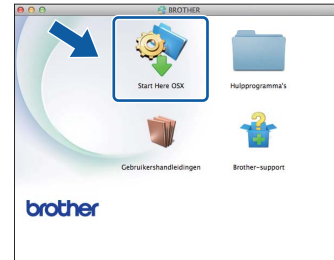 BROTHER
Start Here OSX
Hulpprogramma's
Gebruikershandleidingen
Brother-support
brother